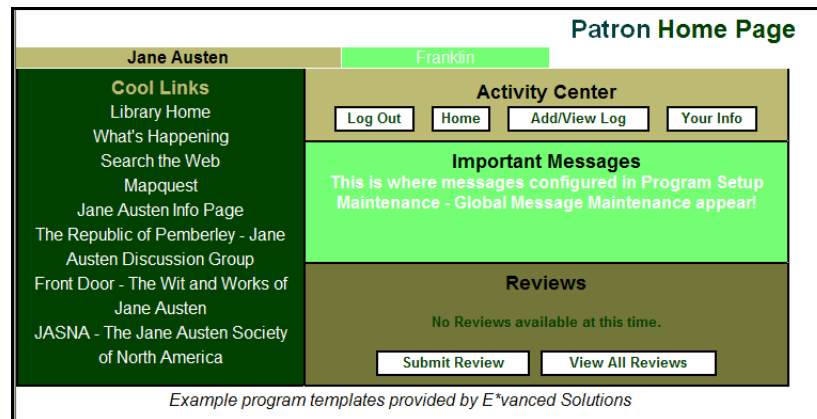 Patron Home Page
Jane Austen
Franklin
Cool Links
Library Home
What's Happening
Search the Web
Mapquest
Jane Austen Info Page
The Republic of Pemberley - Jane
Austen Discussion Group
Front Door - The Wit and Works of
Jane Austen
JASNA - The Jane Austen Society
of North America
Activity Center
Log Out
Home
Add/View Log
Your Info
Important Messages
This is where messages configured in Program Setup
Maintenance - Global Message Maintenance appear!
Reviews
No Reviews available at this time.
Submit Review
View All Reviews
Example program templates provided by E*vanced Solutions